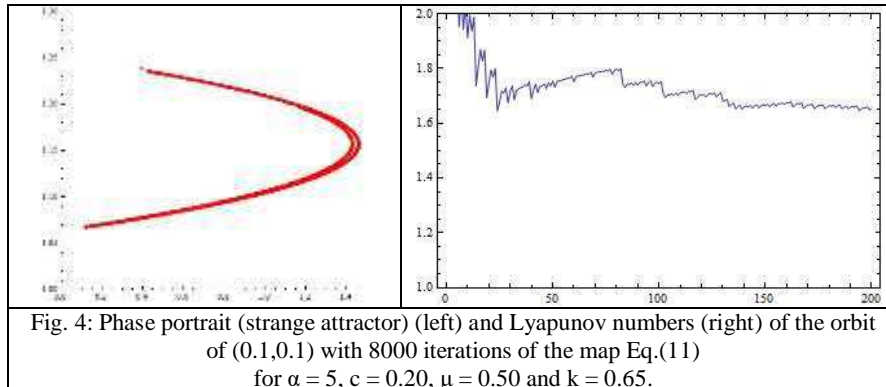 2.0
1.8
1.6
1.4
1.2
1.0
0 50 100 150 200
Fig. 4: Phase portrait (strange attractor) (left) and Lyapunov numbers (right) of the orbit
of (0.1,0.1) with 8000 iterations of the map Eq.(11)
for α = 5, c = 0.20, μ = 0.50 and k = 0.65.